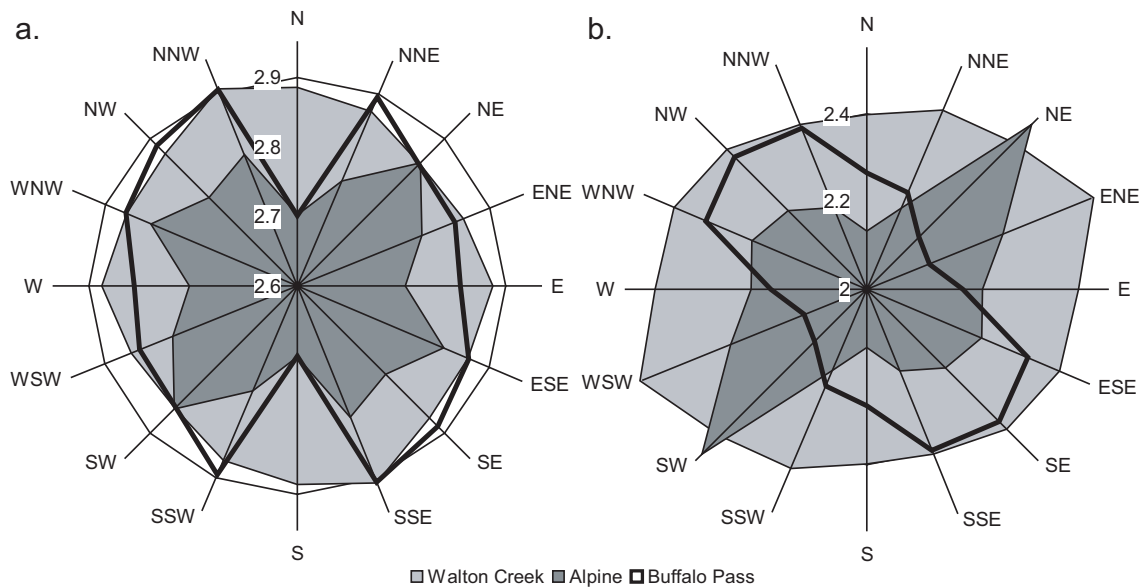 a.
N
NNE
NE
ENE
E
ESE
SE
SSE
S
SSW
SW
WSW
W
WNW
NW
NNW
2.9
2.8
2.7
2.6
b.
N
NNE
NE
ENE
E
ESE
SE
SSE
S
SSW
SW
WSW
W
WNW
NW
NNW
2.4
2.2
2
Walton Creek Alpine Buffalo Pass